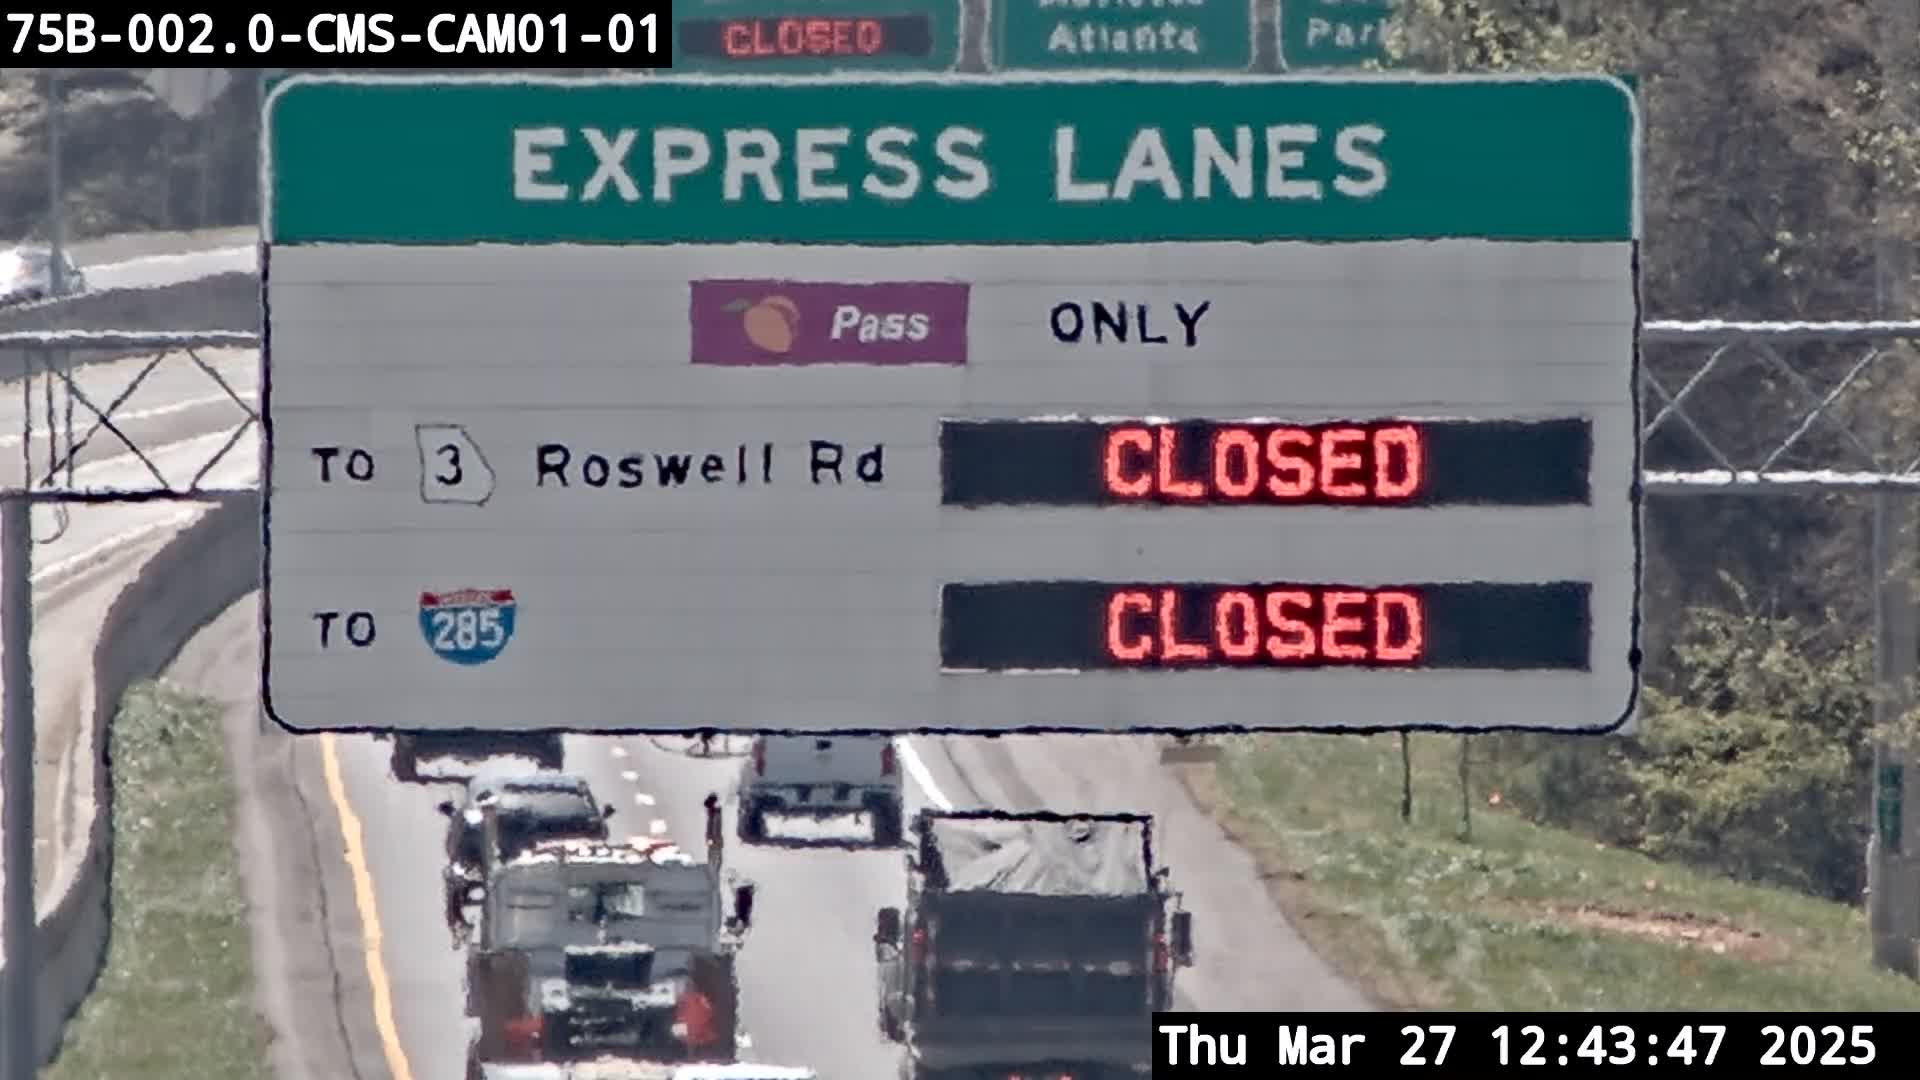 75B-002.0-CMS-CAM01-01
CLOSED
Atlanta
EXPRESS LANES
Pass ONLY
TO 3 Roswell Rd CLOSED
TO 285 CLOSED
Thu Mar 27 12:43:47 2025